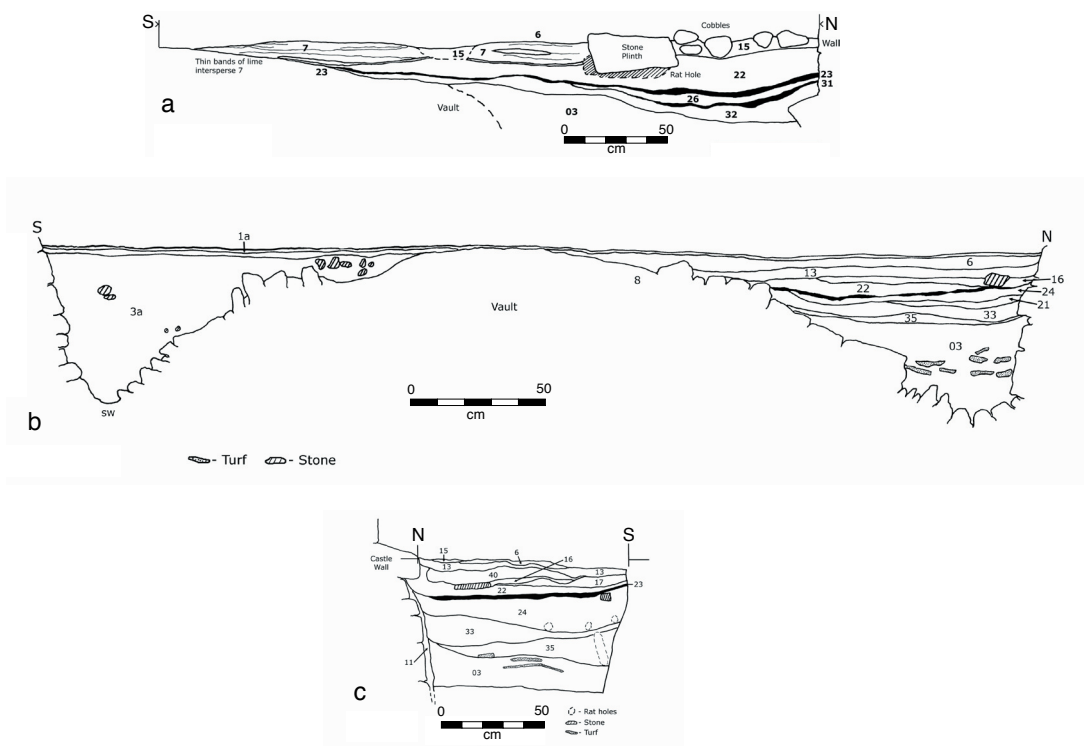 S
N
6
Cobbles
7
15
7
Stone
Plinth
15
Wall
Thin bands of lime
intersperse 7
23
Rat Hole
22
23
31
a
Vault
03
26
32
0 50
cm
S
1a
N
6
13
16
8
22
24
21
Vault
3a
35
33
03
0 50
cm
sw
b
- Turf
- Stone
N
S
15
6
16
Castle
Wall
13
13
40
17
22
23
24
33
35
11
03
c
0 50
cm
- Rat holes
- Stone
- Turf